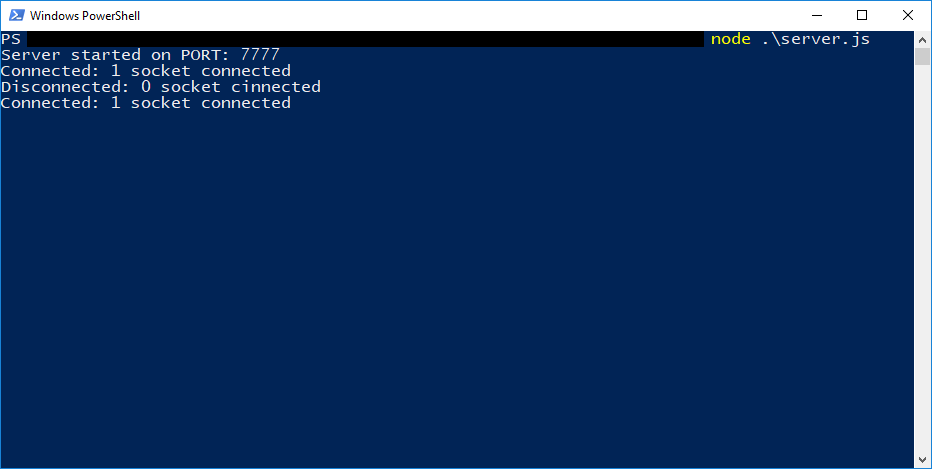 Windows PowerShell
PS node .\server.js
Server started on PORT: 7777
Connected: 1 socket connected
Disconnected: 0 socket cinnected
Connected: 1 socket connected